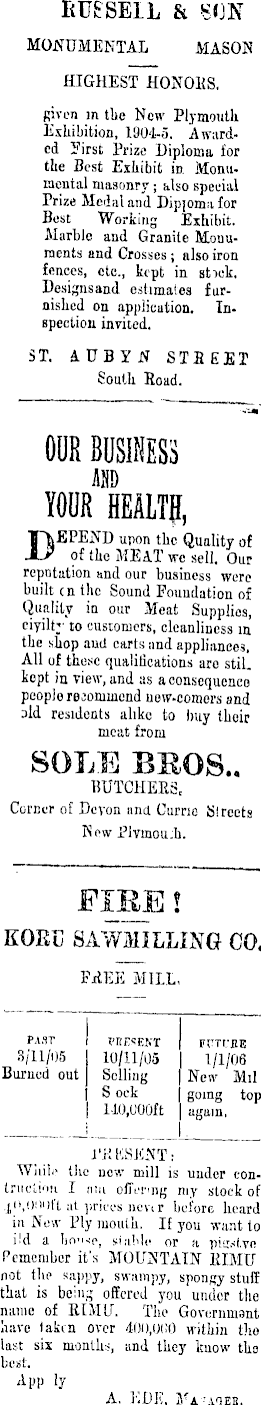 RUSSELL & SON
MONUMENTAL MASON
HIGHEST HONORS,
given in the New Plymouth
Exhibition, 1904-5. Award-
ed First Prize Diploma for
the Best Exhibit in Monu-
mental masonry; also special
Prize Medal and Dippoma for
Best Working Exhibit.
Marble and Granite Monu-
ments and Crosses; also iron
fences, etc., kept in stock.
Designsand estimates fur-
nished on application. In-
spection invited.
ST. AUBYN STREET
South Road.
OUR BUSINESS
AND
YOUR HEALTH,
DEPEND upon the Quality of
of the MEAT we sell. Our
reputation and our business were
built on the Sound Foundation of
Quality in our Meat Supplies,
civilty to customers, cleanliness in
the shop and carts and appliances,
All of these qualifications are stil.
kept in view, and as a consequence
people recommend new-comers and
old residents alike to buy their
meat from
SOLE BROS..
BUTCHERS,
Corner of Devon and Currie Streets
New Plymouth.
FIRE!
KORU SAWMILLING CO.
FREE MILL.
PAST PRESENT FUTURE
3/11/05 10/11/05 1/1/06
Burned out Selling New Mil
S ock going top
140,000ft again.
PRESENT:
While the new mill is under con-
truction I am offering my stock of
at prices never before heard
in New Plymouth. If you want to
ild a house, stable or a pigstye
Remember it's MOUNTAIN RIMU
not the sappy, swampy, spongy stuff
that is being offered you under the
name of RIMU. The Government
have taken over 400,000 within the
last six months, and they know the
best.
App ly
A. EDE, MANAGER.